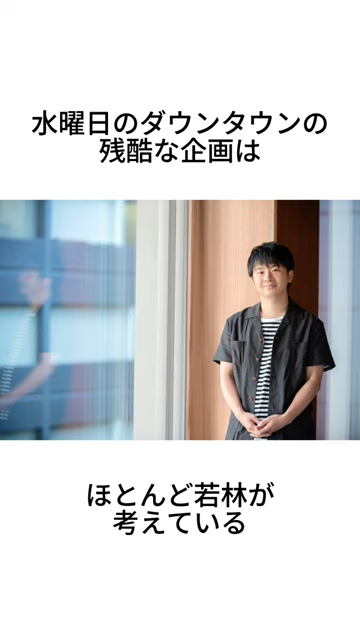 水曜日のダウンタウンの
残酷な企画は
ほとんど若林が
考えている